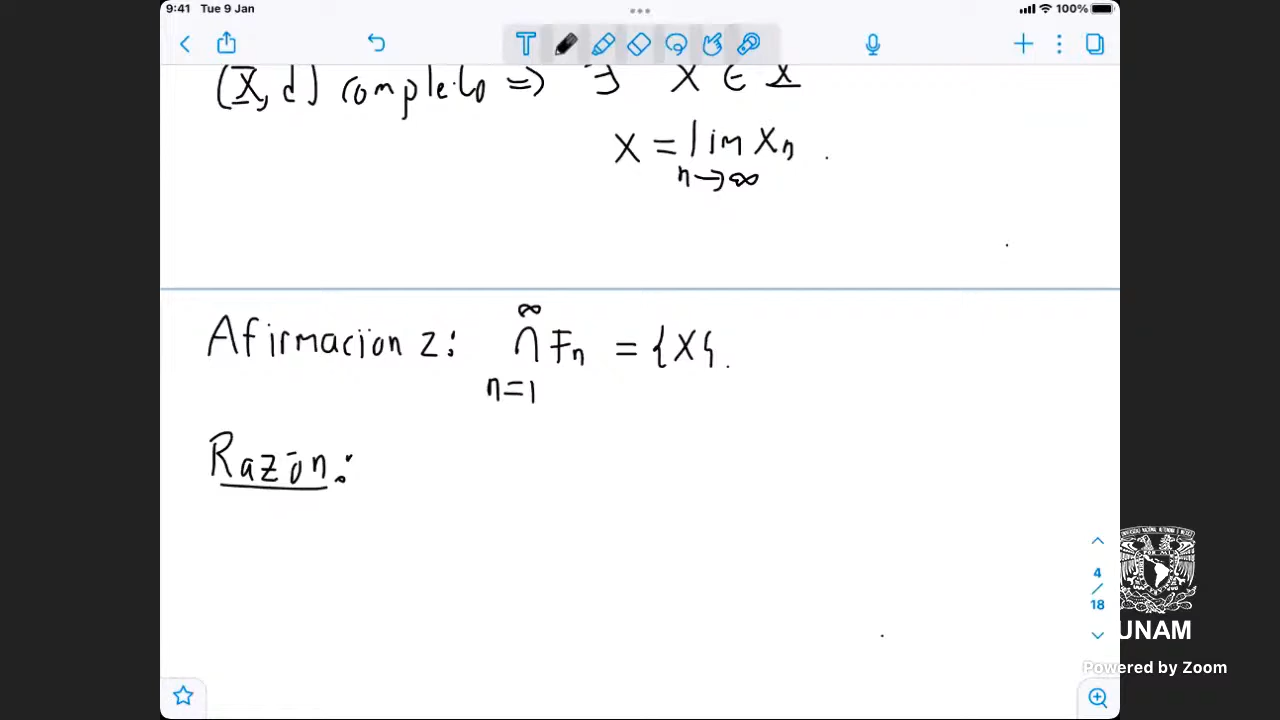 9:41 Tue 9 Jan 100%
(X, d) completo => ∃ x ∈ X
x = lim xn
n→∞
Afirmacion 2: ∞
∩ Fn = {x}.
n=1
Razón:
4
/
18
UNAM
Powered by Zoom